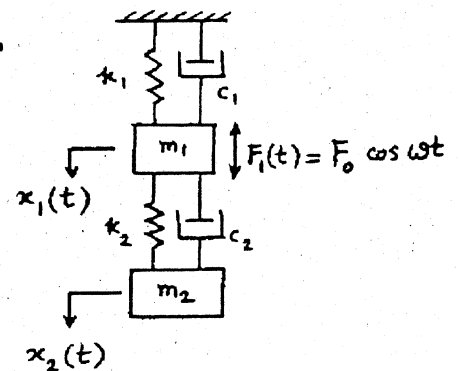 k₁
c₁
m₁
F₁(t) = F₀ cos ωt
x₁(t)
k₂
c₂
m₂
x₂(t)